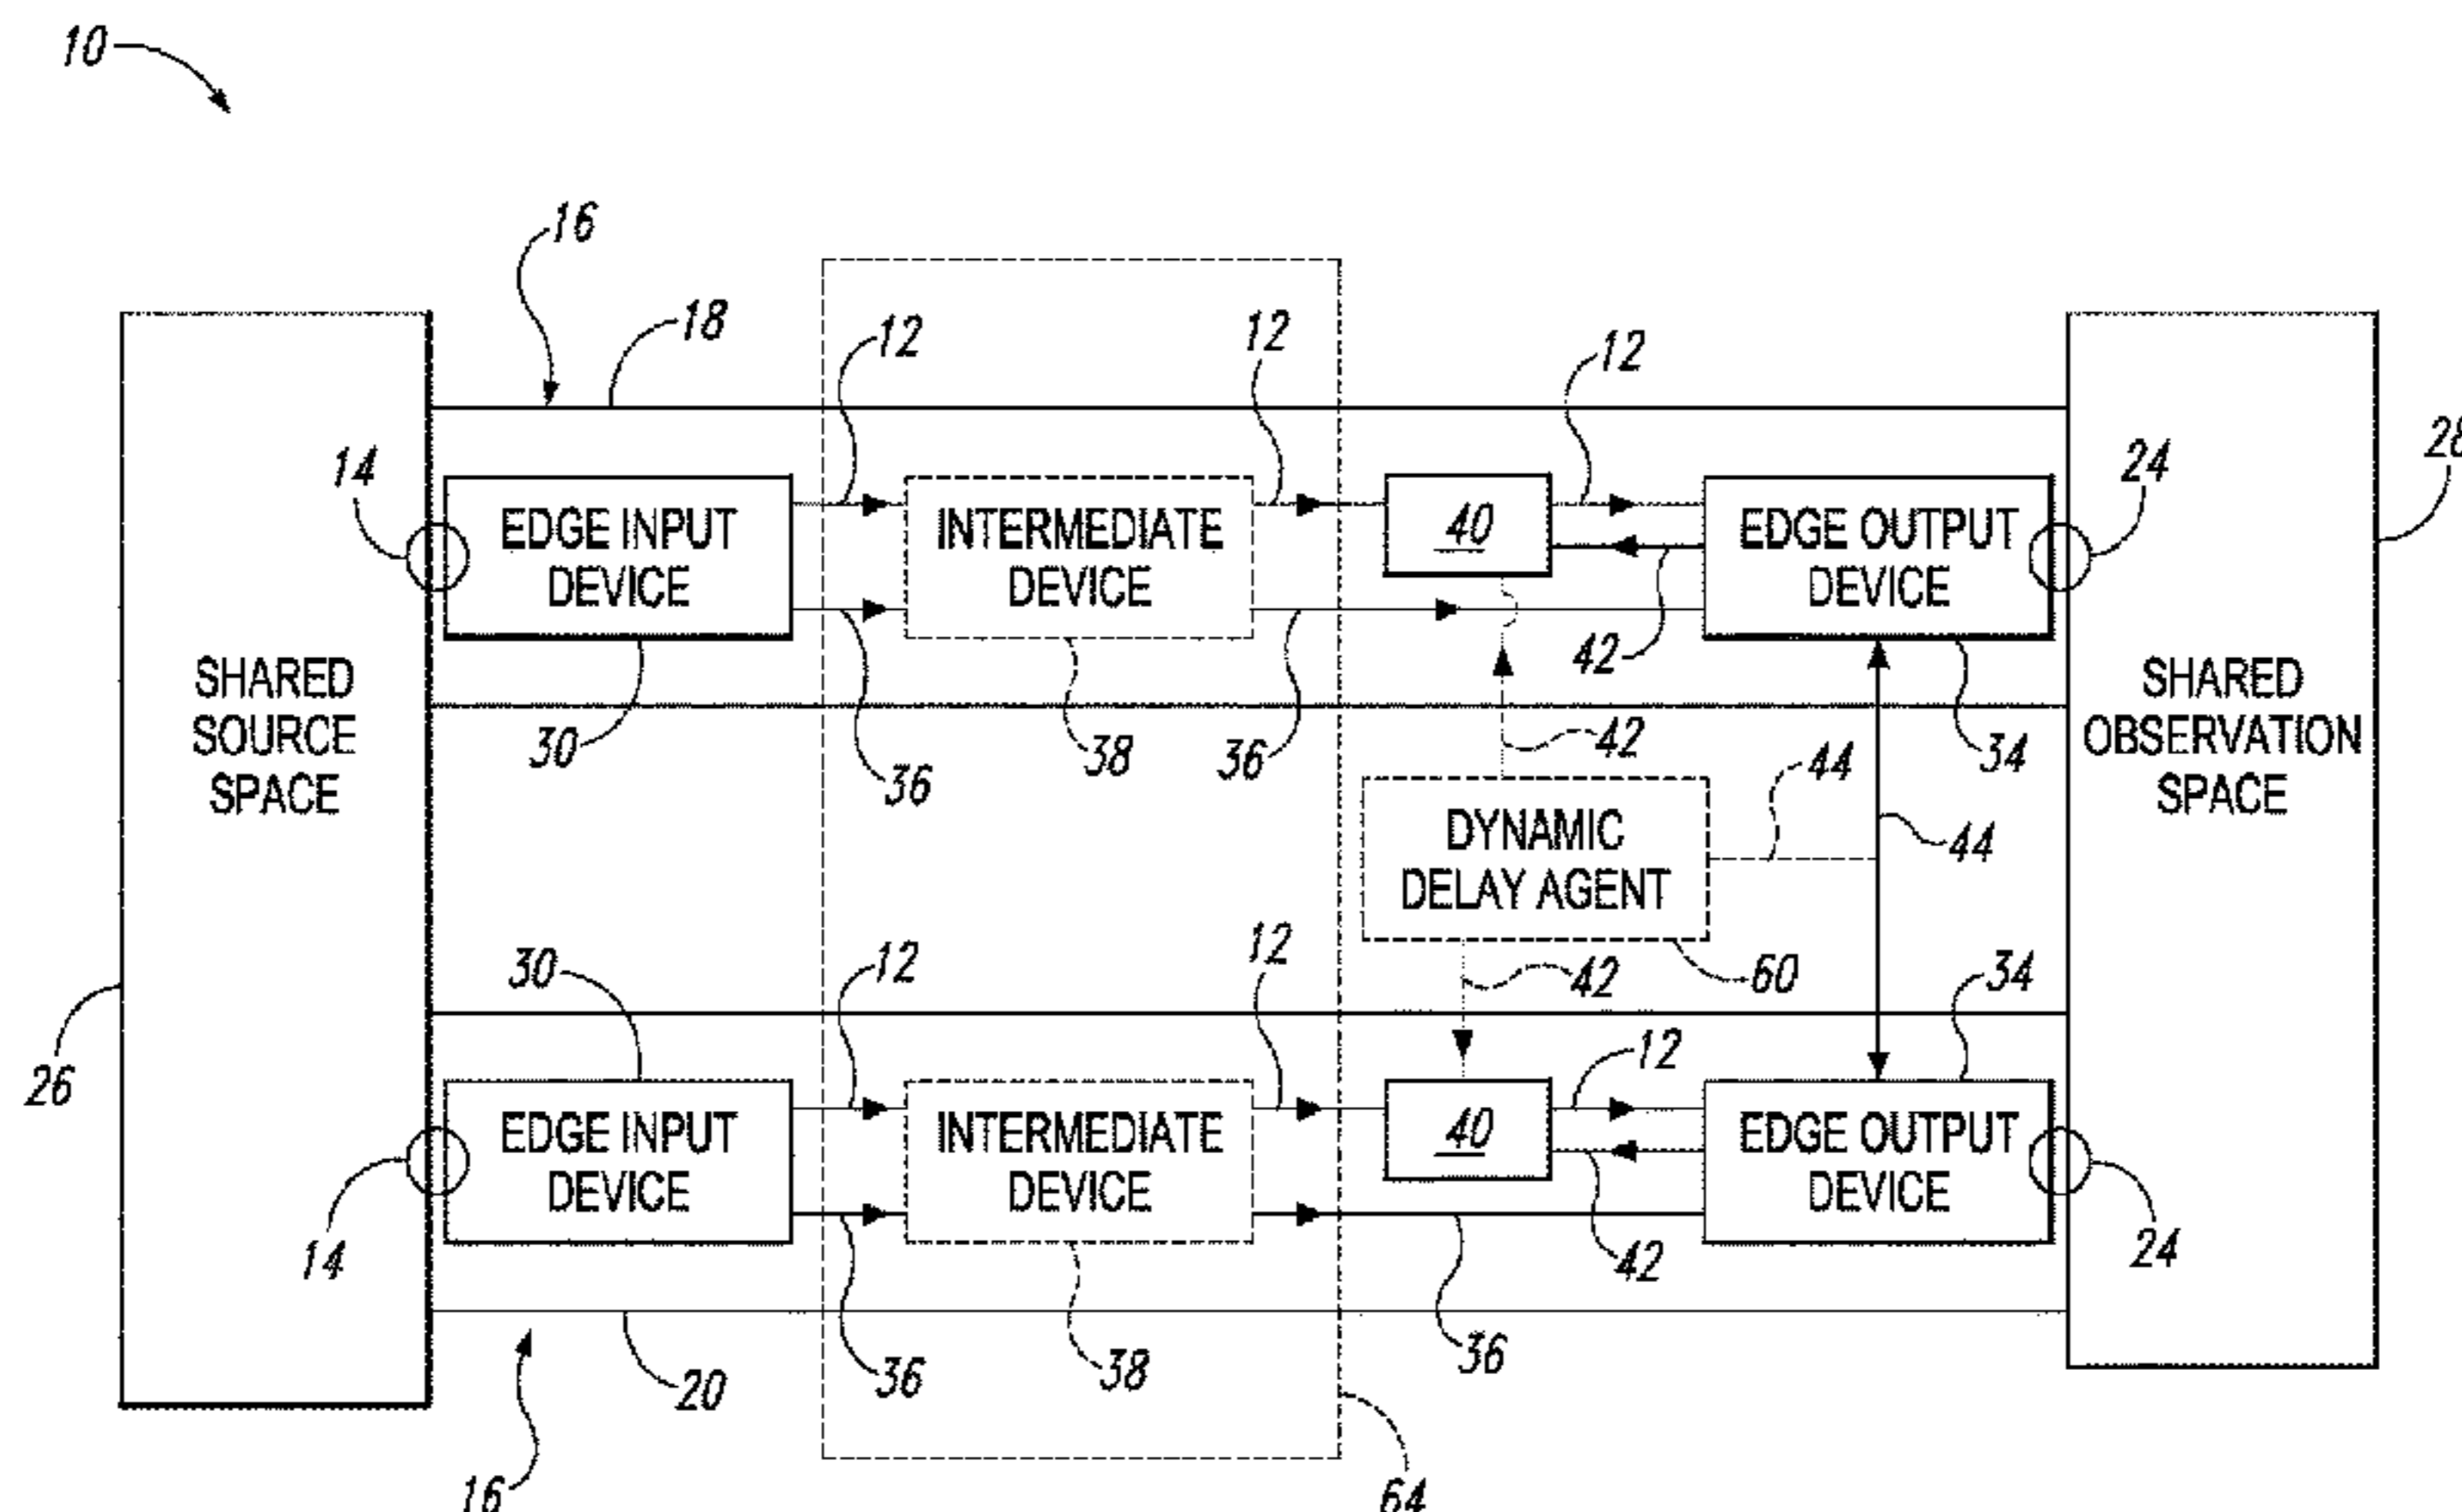 10
16
18
12
12
12
14
24
28
EDGE INPUT
DEVICE
INTERMEDIATE
DEVICE
40
EDGE OUTPUT
DEVICE
42
SHARED
SOURCE
SPACE
30
36
38
36
42
44
34
44
SHARED
OBSERVATION
SPACE
DYNAMIC
DELAY AGENT
60
30
12
12
42
34
12
26
EDGE INPUT
DEVICE
INTERMEDIATE
DEVICE
40
EDGE OUTPUT
DEVICE
14
42
24
20
36
38
36
16
64